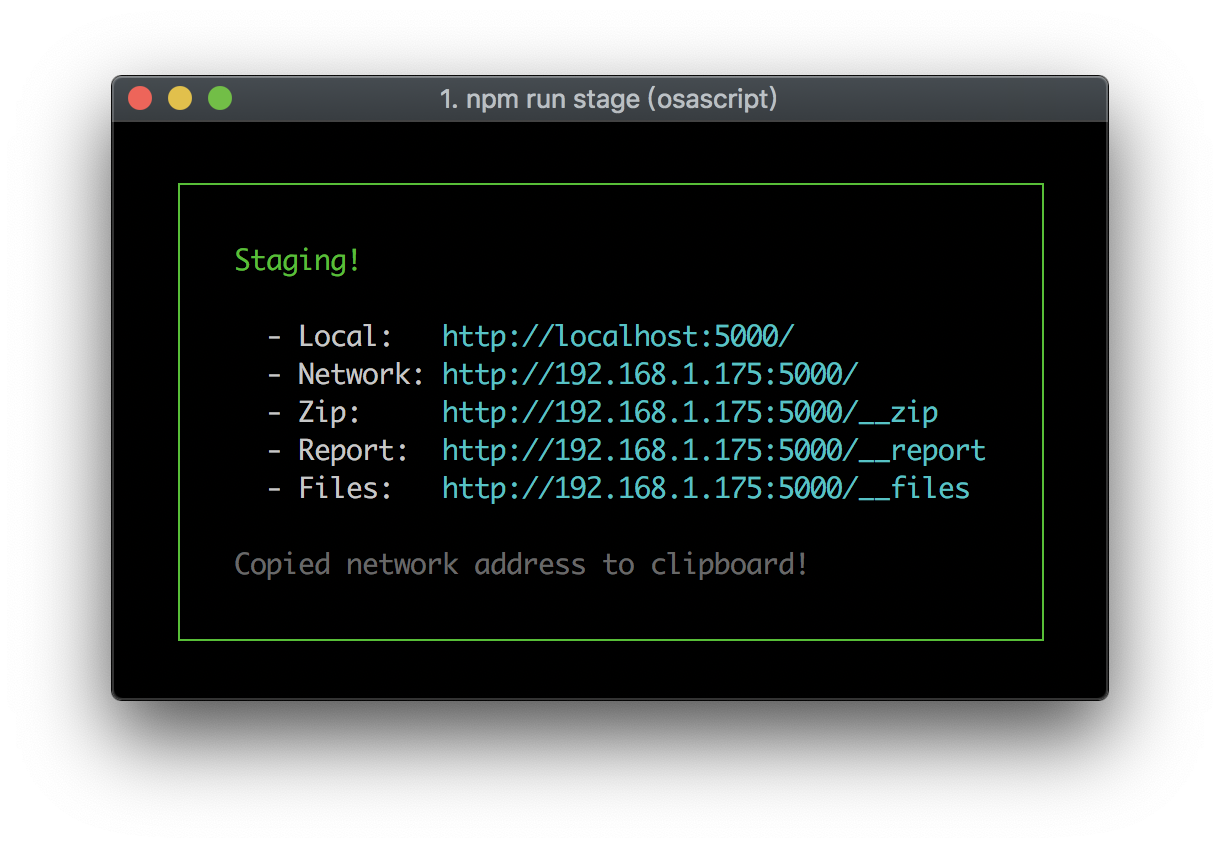 1. npm run stage (osascript)
Staging!
- Local:   http://localhost:5000/
- Network: http://192.168.1.175:5000/
- Zip:     http://192.168.1.175:5000/__zip
- Report:  http://192.168.1.175:5000/__report
- Files:   http://192.168.1.175:5000/__files
Copied network address to clipboard!